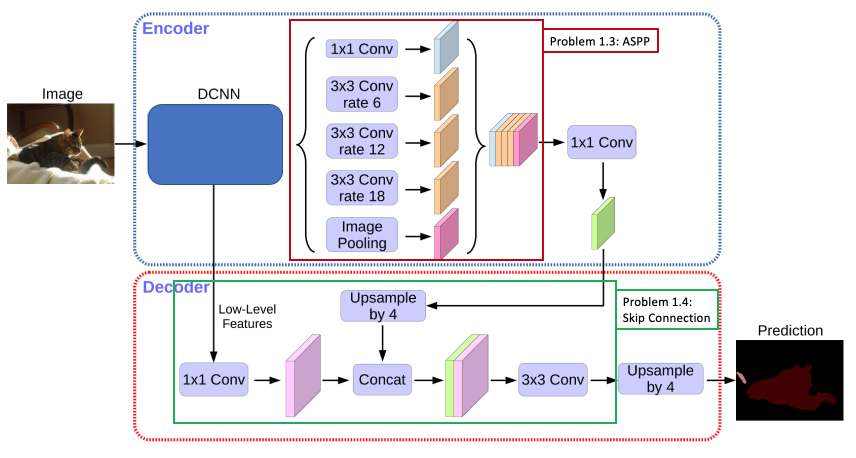 Encoder
Problem 1.3: ASPP
Image
DCNN
1x1 Conv
3x3 Conv
rate 6
3x3 Conv
rate 12
3x3 Conv
rate 18
Image
Pooling
1x1 Conv
Decoder
Low-Level
Features
Upsample
by 4
Problem 1.4:
Skip Connection
1x1 Conv
Concat
3x3 Conv
Upsample
by 4
Prediction